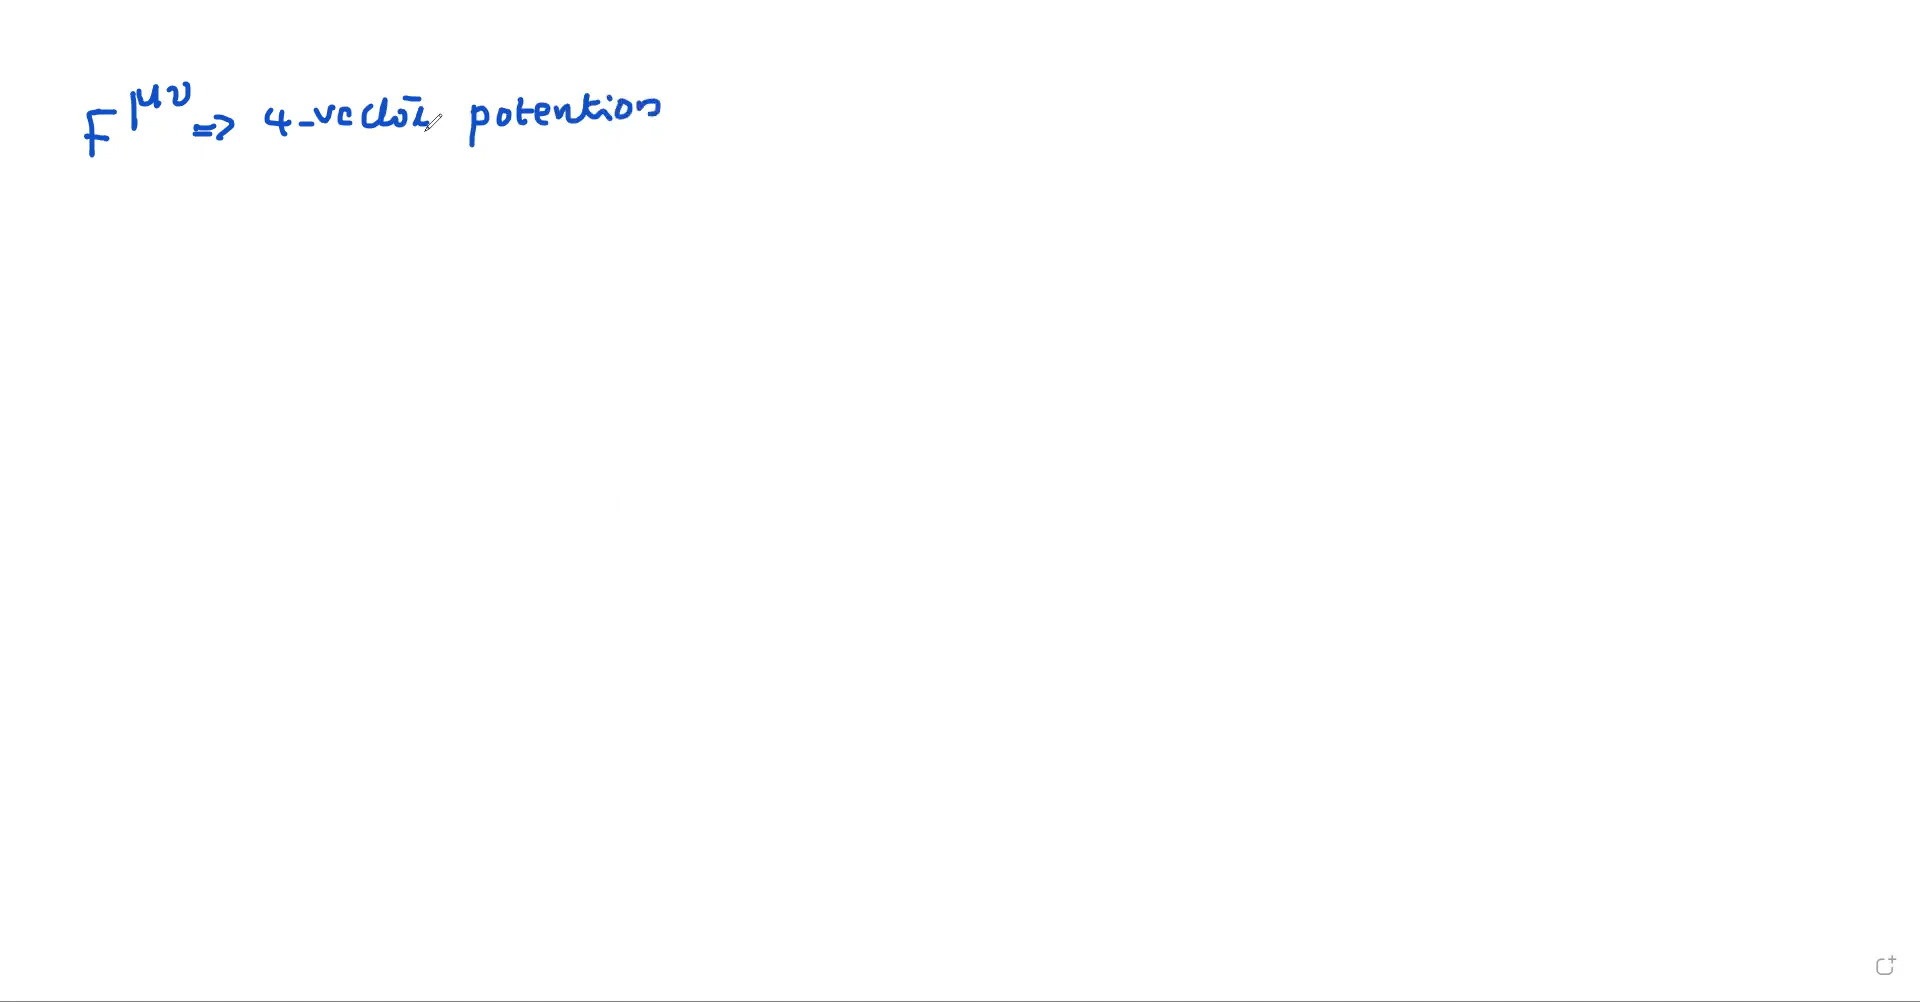 F^μν => 4-vector potention